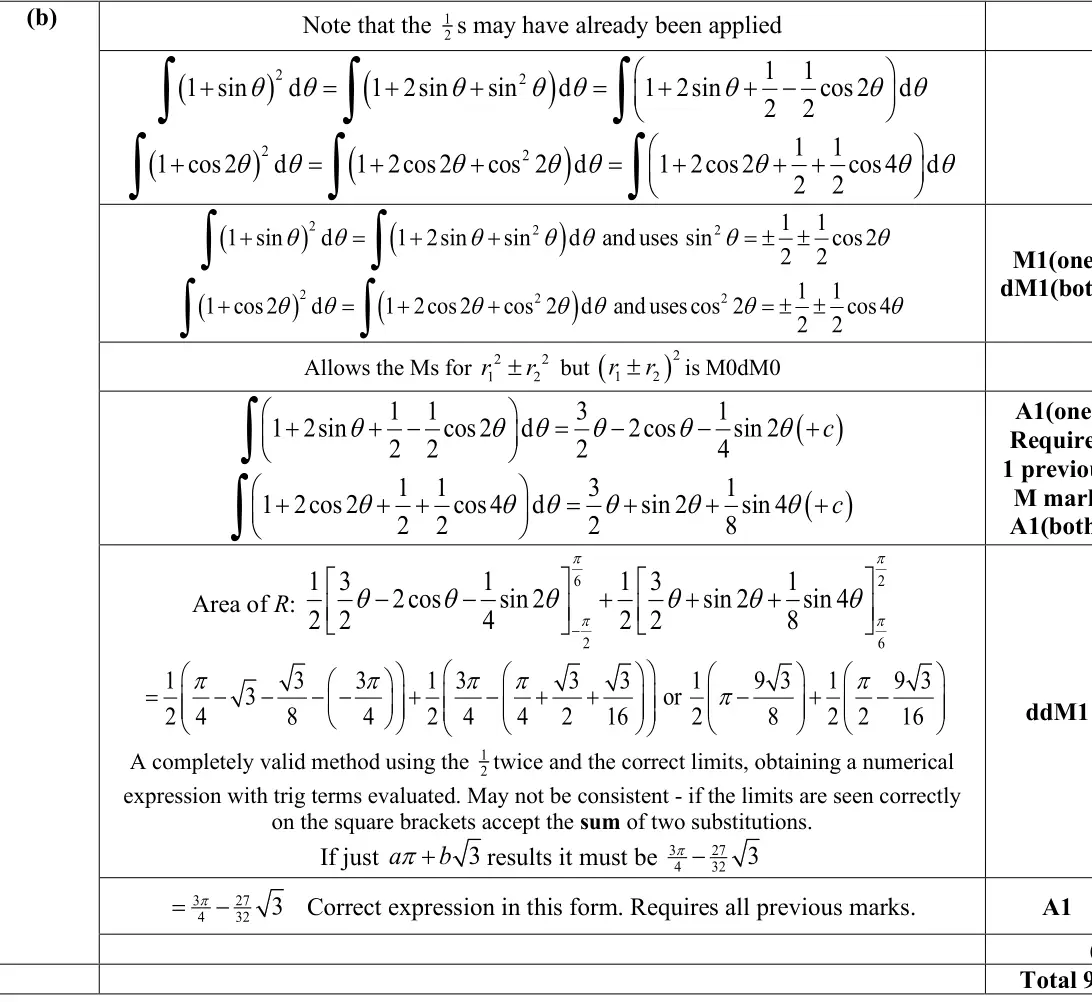 (b)
Note that the ½ s may have already been applied
∫(1+sinθ)² dθ = ∫(1+2sinθ+sin²θ)dθ = ∫(1+2sinθ+1/2−1/2cos2θ)dθ
∫(1+cos2θ)² dθ = ∫(1+2cos2θ+cos²2θ)dθ = ∫(1+2cos2θ+1/2+1/2cos4θ)dθ
∫(1+sinθ)² dθ = ∫(1+2sinθ+sin²θ)dθ and uses sin²θ = ±1/2±1/2cos2θ
∫(1+cos2θ)² dθ = ∫(1+2cos2θ+cos²2θ)dθ and uses cos²2θ = ±1/2±1/2cos4θ
M1(one
dM1(bot
Allows the Ms for r₁² ± r₂² but (r₁ ± r₂)² is M0dM0
∫(1+2sinθ+1/2−1/2cos2θ)dθ = 3/2θ−2cosθ−1/4sin2θ(+c)
∫(1+2cos2θ+1/2+1/2cos4θ)dθ = 3/2θ+sin2θ+1/8sin4θ(+c)
A1(one
Require
1 previou
M mark
A1(both
Area of R: 1/2[3/2θ−2cosθ−1/4sin2θ]_{−π/2}^{π/6} + 1/2[3/2θ+sin2θ+1/8sin4θ]_{π/6}^{π/2}
= 1/2(π/4−√3−√3/8−(−3π/4)) + 1/2(3π/4−(π/4+√3/2+√3/16)) or 1/2(π−9√3/8) + 1/2(π/2−9√3/16)
A completely valid method using the ½ twice and the correct limits, obtaining a numerical
expression with trig terms evaluated. May not be consistent - if the limits are seen correctly
on the square brackets accept the sum of two substitutions.
If just aπ+b√3 results it must be 3π/4 − 27/32√3
ddM1
= 3π/4 − 27/32√3 Correct expression in this form. Requires all previous marks.
A1
Total 9